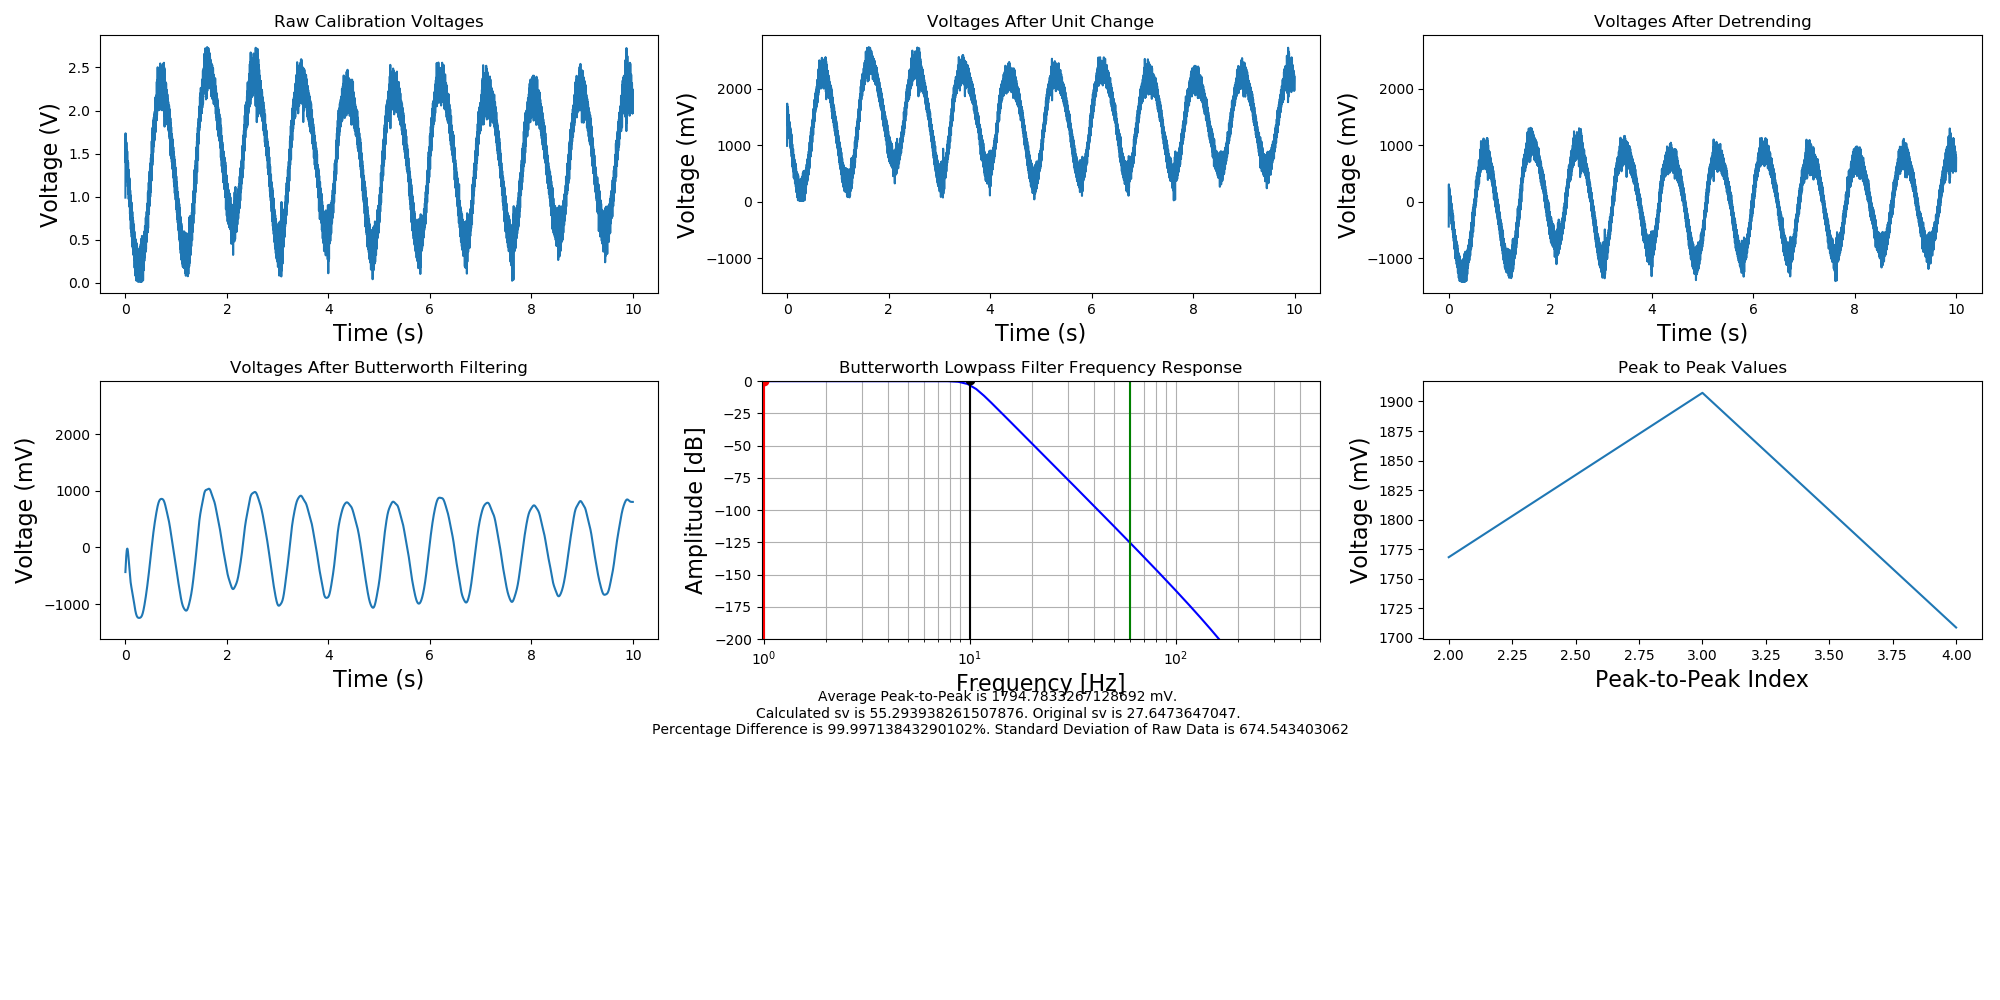 Raw Calibration Voltages
Voltage (V)
2.5
2.0
1.5
1.0
0.5
0.0
0 2 4 6 8 10
Time (s)
Voltages After Unit Change
Voltage (mV)
2000
1000
0
−1000
0 2 4 6 8 10
Time (s)
Voltages After Detrending
Voltage (mV)
2000
1000
0
−1000
0 2 4 6 8 10
Time (s)
Voltages After Butterworth Filtering
Voltage (mV)
2000
1000
0
−1000
0 2 4 6 8 10
Time (s)
Butterworth Lowpass Filter Frequency Response
Amplitude [dB]
0
−25
−50
−75
−100
−125
−150
−175
−200
10⁰ 10¹ 10²
Frequency [Hz]
Peak to Peak Values
Voltage (mV)
1900
1875
1850
1825
1800
1775
1750
1725
1700
2.00 2.25 2.50 2.75 3.00 3.25 3.50 3.75 4.00
Peak-to-Peak Index
Average Peak-to-Peak is 1794.7833267128692 mV.
Calculated sv is 55.293938261507876. Original sv is 27.6473647047.
Percentage Difference is 99.99713843290102%. Standard Deviation of Raw Data is 674.543403062